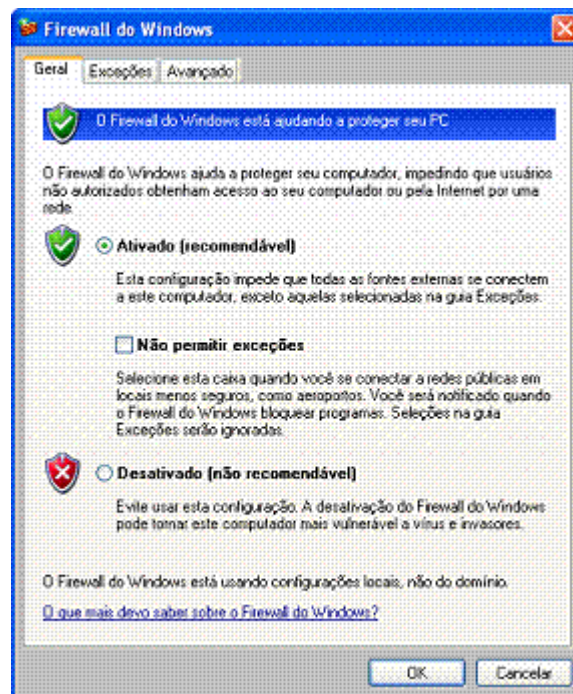 Firewall do Windows
Geral Exceções Avançado
O Firewall do Windows está ajudando a proteger seu PC
O Firewall do Windows ajuda a proteger seu computador, impedindo que usuários
não autorizados obtenham acesso ao seu computador ou pela Internet por uma
rede.
Ativado (recomendável)
Esta configuração impede que todas as fontes externas se conectem
a este computador, exceto aquelas selecionadas na guia Exceções.
Não permitir exceções
Selecione esta caixa quando você se conectar a redes públicas em
locais menos seguros, como aeroportos. Você será notificado quando
o Firewall do Windows bloquear programas. Seleções na guia
Exceções serão ignoradas.
Desativado (não recomendável)
Evite usar esta configuração. A desativação do Firewall do Windows
pode tornar este computador mais vulnerável a vírus e invasores.
O Firewall do Windows está usando configurações locais, não do domínio.
O que mais devo saber sobre o Firewall do Windows?
OK Cancelar